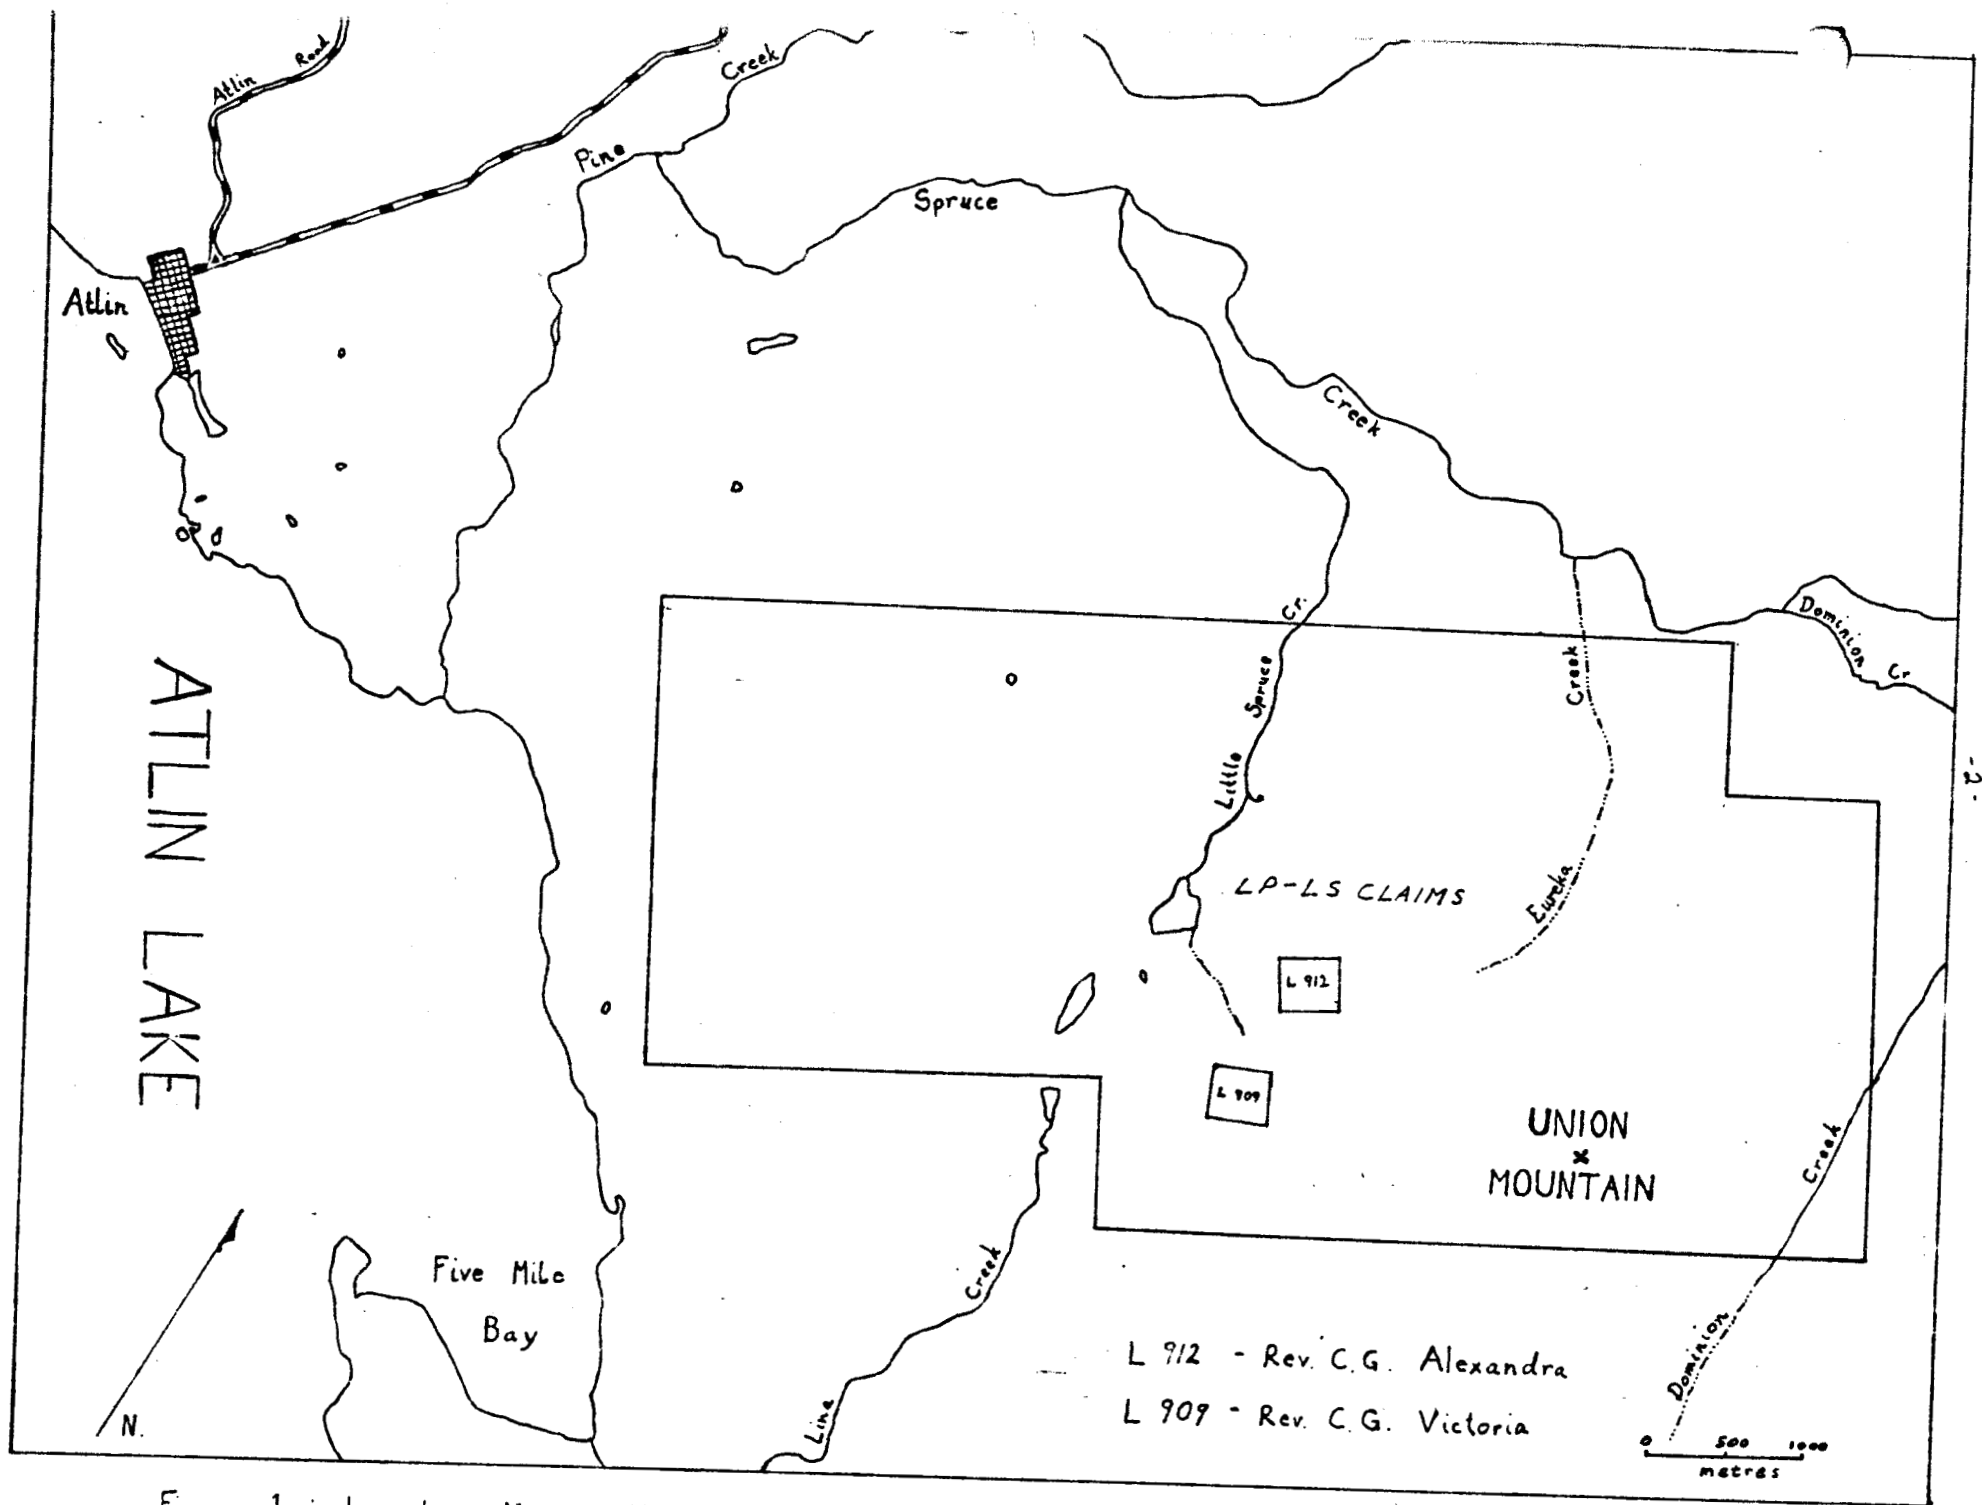 Atlin Road
Creek
Pine
Spruce
Atlin
Creek
Dominion Cr
Little Spruce Cr.
Eureka Creek
ATLIN LAKE
-2-
LP-LS CLAIMS
L 912
L 909
UNION
x
MOUNTAIN
Dominion Creek
Five Mile
Bay
Line Creek
N.
L 912 - Rev. C.G. Alexandra
L 909 - Rev. C.G. Victoria
0 500 1000
metres